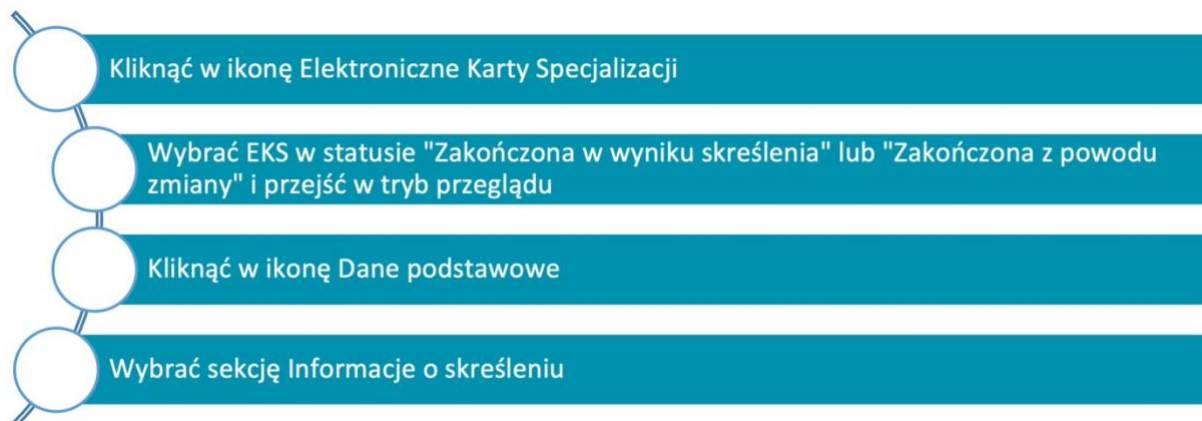 Kliknąć w ikonę Elektroniczne Karty Specjalizacji
Wybrać EKS w statusie "Zakończona w wyniku skreślenia" lub "Zakończona z powodu
zmiany" i przejść w tryb przeglądu
Kliknąć w ikonę Dane podstawowe
Wybrać sekcję Informacje o skreśleniu